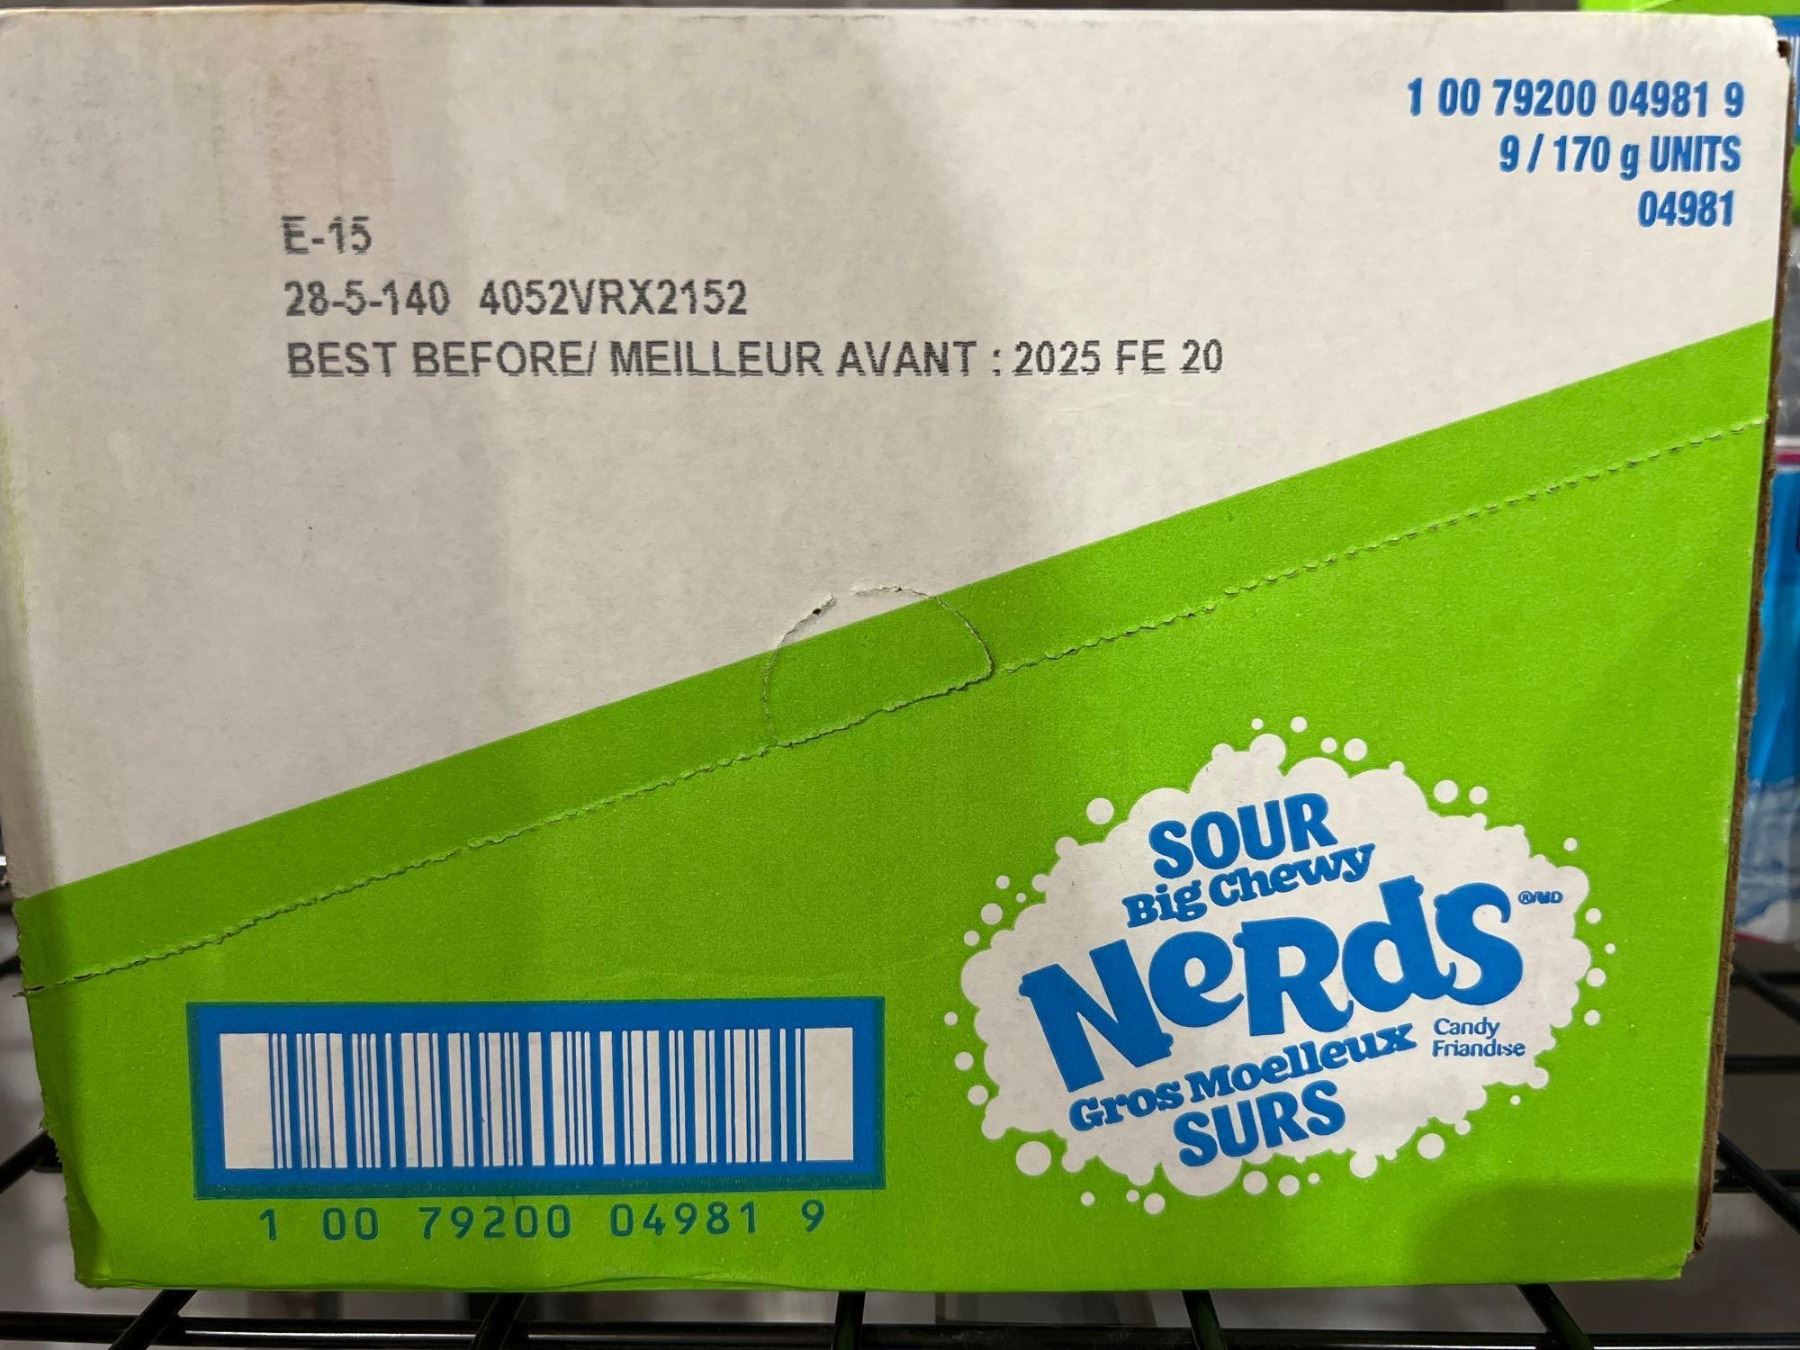 1 00 79200 04981 9
9 / 170 g UNITS
04981
E-15
28-5-140 4052VRX2152
BEST BEFORE/ MEILLEUR AVANT : 2025 FE 20
SOUR
Big Chewy
NeRdS ®/MD
Gros Moelleux
Candy
Friandise
SURS
1 00 79200 04981 9